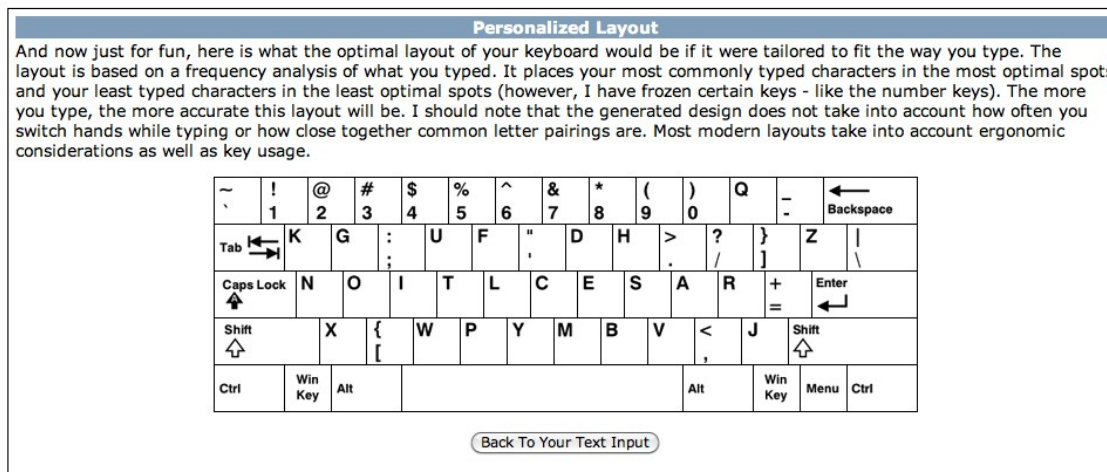 Personalized Layout
And now just for fun, here is what the optimal layout of your keyboard would be if it were tailored to fit the way you type. The
layout is based on a frequency analysis of what you typed. It places your most commonly typed characters in the most optimal spots
and your least typed characters in the least optimal spots (however, I have frozen certain keys - like the number keys). The more
you type, the more accurate this layout will be. I should note that the generated design does not take into account how often you
switch hands while typing or how close together common letter pairings are. Most modern layouts take into account ergonomic
considerations as well as key usage.
~ ! @ # $ % ^ & * ( ) Q _
` 1 2 3 4 5 6 7 8 9 0 - Backspace
Tab K G : U F " D H > ? } Z |
; ' . / ] \
Caps Lock N O I T L C E S A R + Enter
A =
Shift X { W P Y M B V < J Shift
[ ,
Ctrl Win Key Alt Alt Win Key Menu Ctrl
Back To Your Text Input